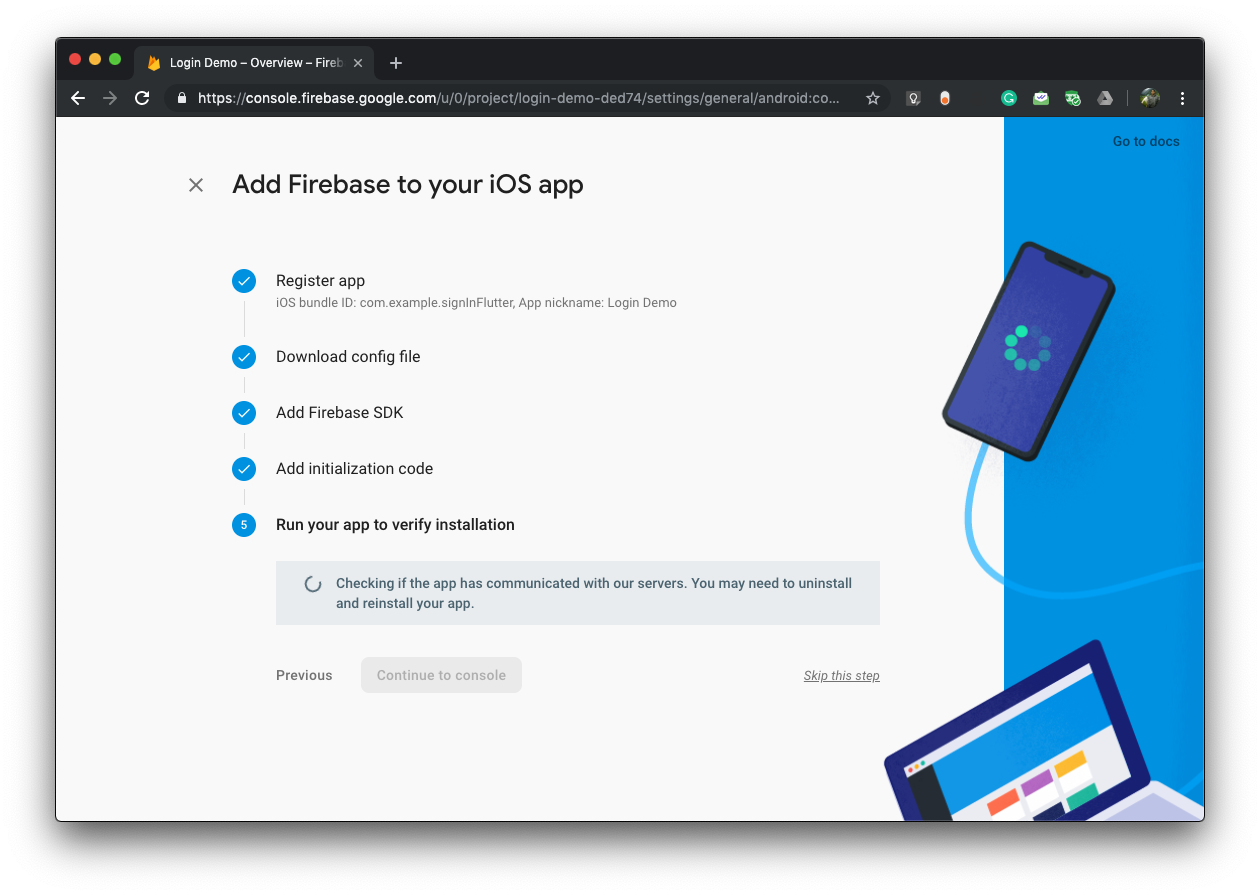 Login Demo – Overview – Fireb
https://console.firebase.google.com/u/0/project/login-demo-ded74/settings/general/android:co...
Go to docs
Add Firebase to your iOS app
Register app
iOS bundle ID: com.example.signInFlutter, App nickname: Login Demo
Download config file
Add Firebase SDK
Add initialization code
5 Run your app to verify installation
Checking if the app has communicated with our servers. You may need to uninstall
and reinstall your app.
Previous Continue to console Skip this step